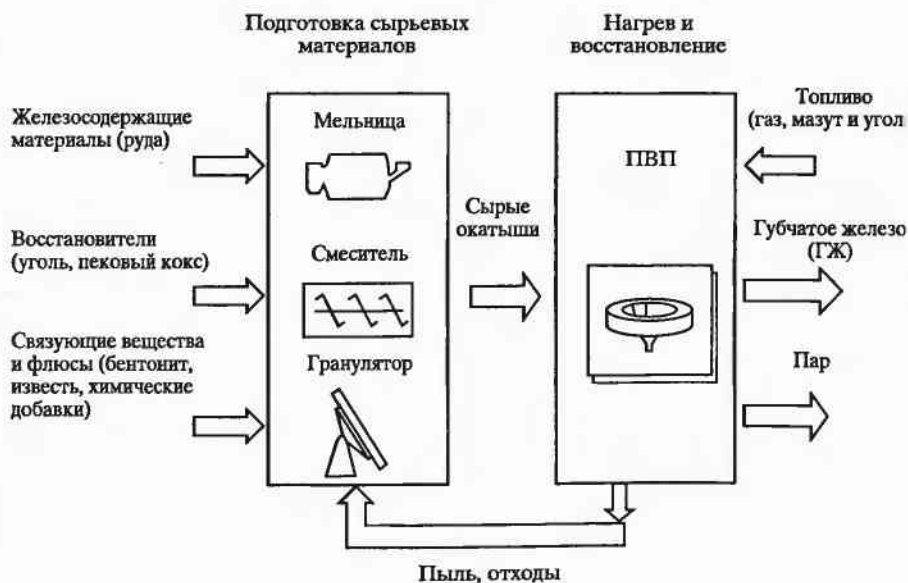 Подготовка сырьевых
материалов
Нагрев и
восстановление
Железосодержащие
материалы (руда)
Восстановители
(уголь, пековый кокс)
Связующие вещества
и флюсы (бентонит,
известь, химические
добавки)
Мельница
Смеситель
Гранулятор
Сырые
окатыши
ПВП
Топливо
(газ, мазут и угол
Губчатое железо
(ГЖ)
Пар
Пыль, отходы